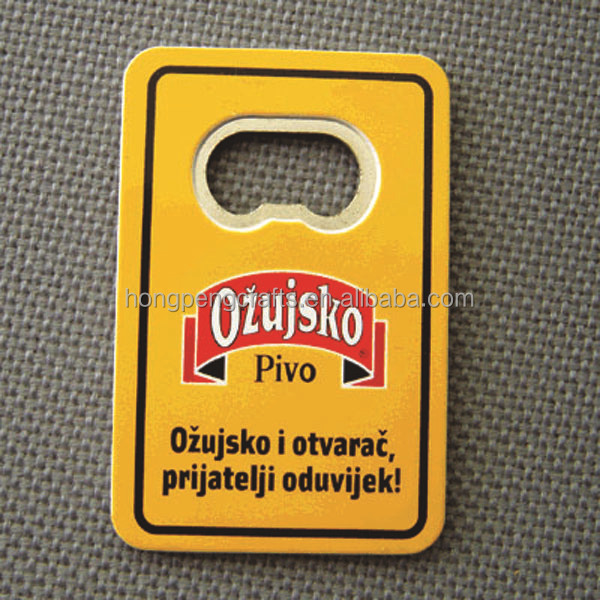 hongpengcrafts.en.alibaba.com
Ožujsko
®
Pivo
Ožujsko i otvarač,
prijatelji oduvijek!